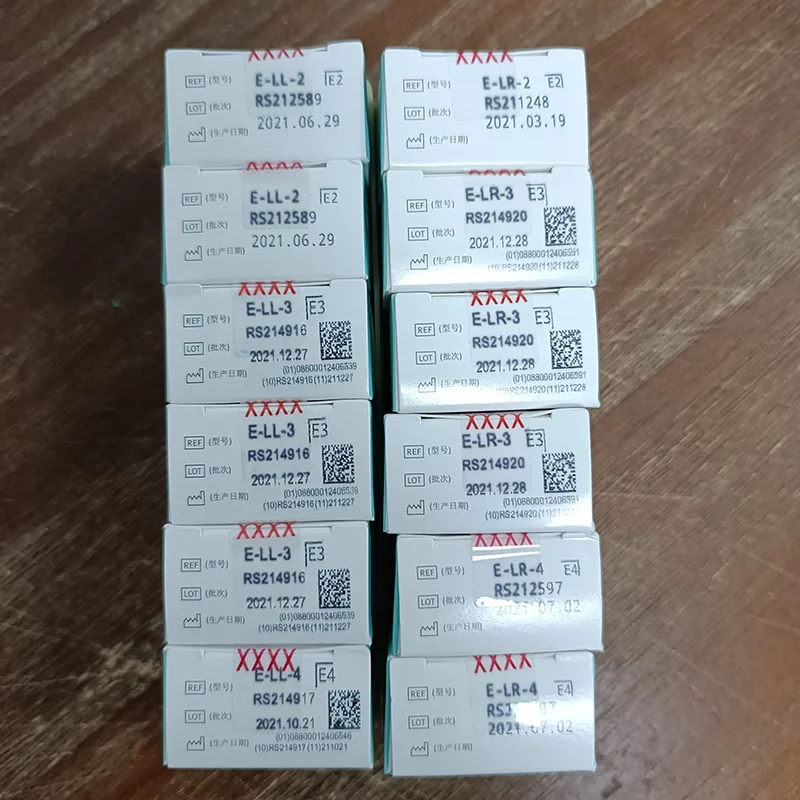 XXXX
REF (型号) E-LL-2 E2
LOT (批次) RS212589
(生产日期) 2021.06.29
XXXX
REF (型号) E-LL-2 E2
LOT (批次) RS212589
(生产日期) 2021.06.29
XXXX
REF (型号) E-LL-3 E3
LOT (批次) RS214916
(生产日期) 2021.12.27
(01)08800012406539
(10)RS214916(11)211227
XXXX
REF (型号) E-LL-3 E3
LOT (批次) RS214916
(生产日期) 2021.12.27
(01)08800012406539
(10)RS214916(11)211227
XXXX
REF (型号) E-LL-3 E3
LOT (批次) RS214916
(生产日期) 2021.12.27
(01)08800012406539
(10)RS214916(11)211227
XXXX
REF (型号) E-LL-4 E4
LOT (批次) RS214917
(生产日期) 2021.10.21
(01)08800012406546
(10)RS214917(11)211021
XXXX
REF (型号) E-LR-2 E2
LOT (批次) RS211248
(生产日期) 2021.03.19
XXXX
REF (型号) E-LR-3 E3
LOT (批次) RS214920
(生产日期) 2021.12.28
(01)08800012406591
(10)RS214920(11)211228
XXXX
REF (型号) E-LR-3 E3
LOT (批次) RS214920
(生产日期) 2021.12.28
(01)08800012406591
(10)RS214920(11)211228
XXXX
REF (型号) E-LR-3 E3
LOT (批次) RS214920
(生产日期) 2021.12.28
(01)08800012406591
(10)RS214920(11)211228
XXXX
REF (型号) E-LR-4 E4
LOT (批次) RS212597
(生产日期) 2021.07.02
XXXX
REF (型号) E-LR-4 E4
LOT (批次)
(生产日期) 2021.07.02